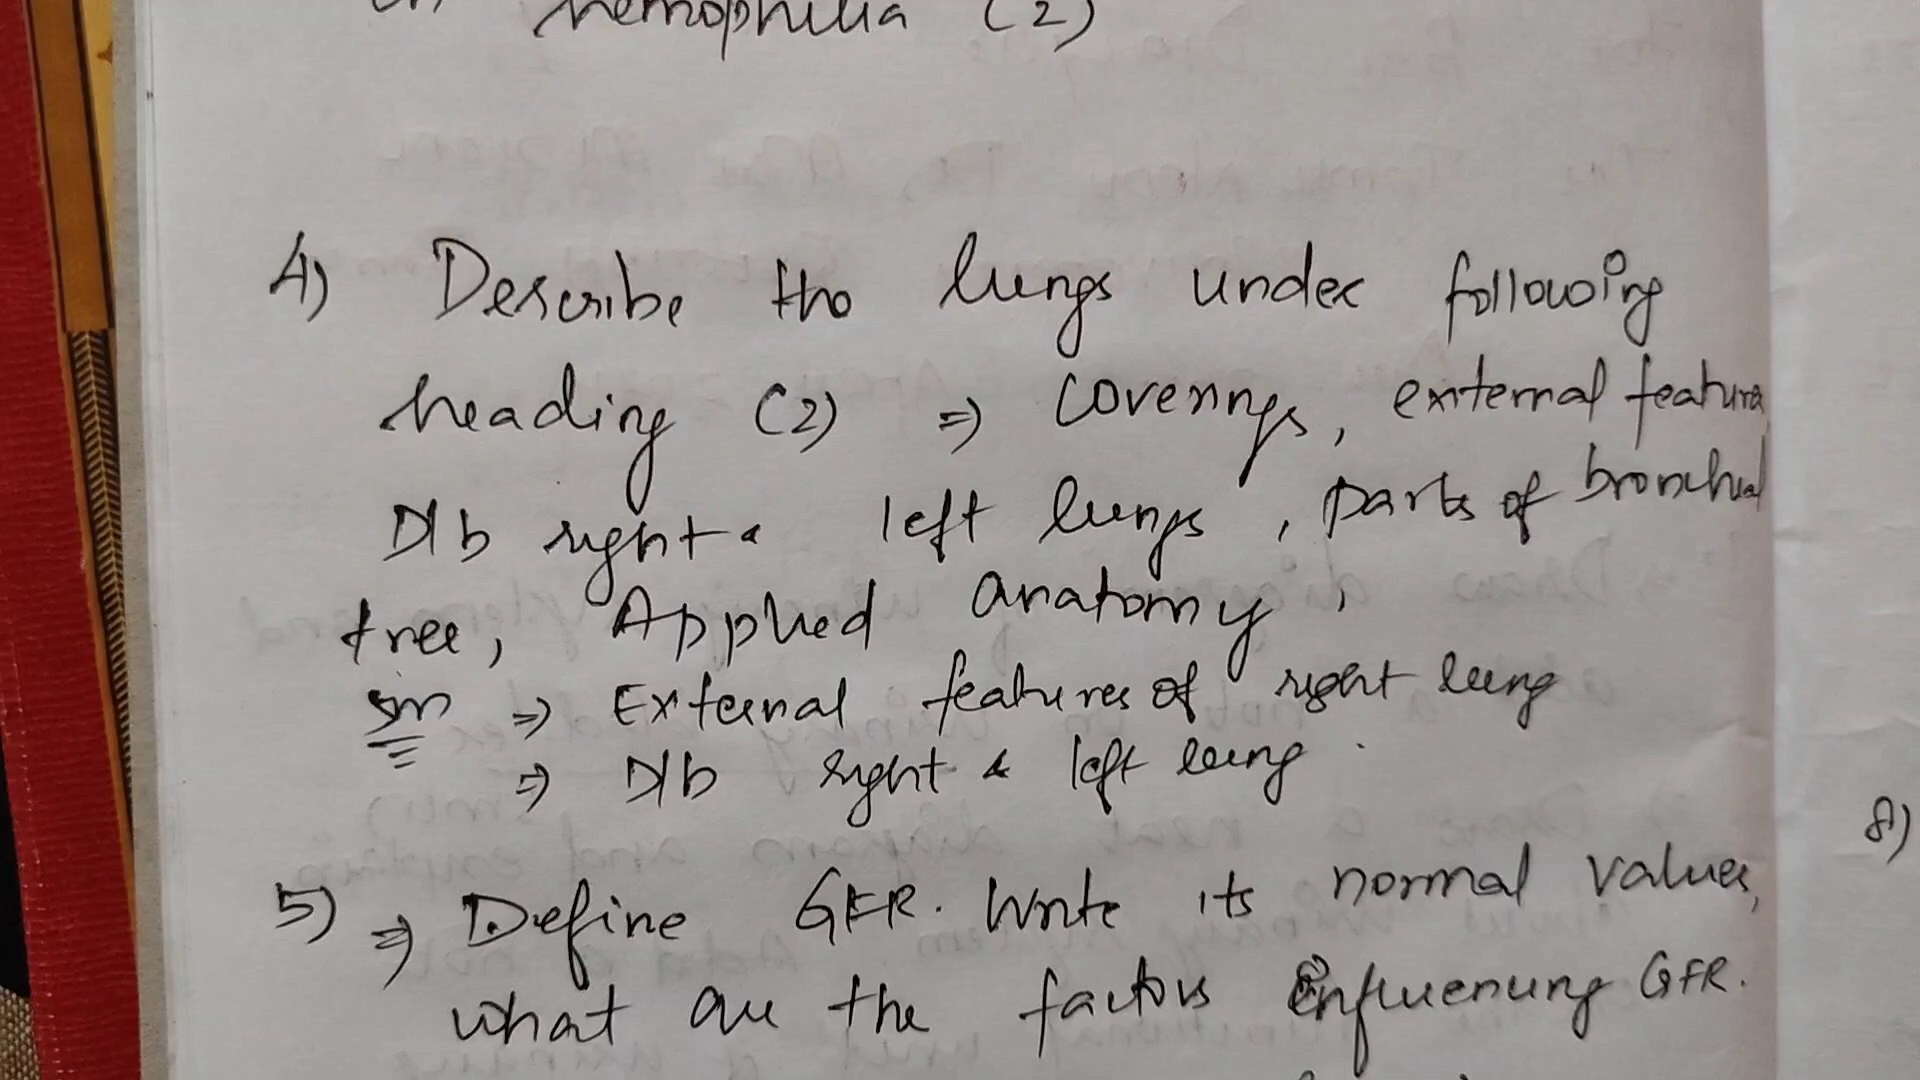 hemophilia (2)
4) Describe the lungs under following
heading (2) ⇒ coverings, external features
D/b right & left lungs, parts of bronchial
tree, Applied anatomy,
⇒ External features of right lung
⇒ D/b right & left lung.
5) ⇒ Define GFR. Write its normal values,
what are the factors influencing GFR.
8)